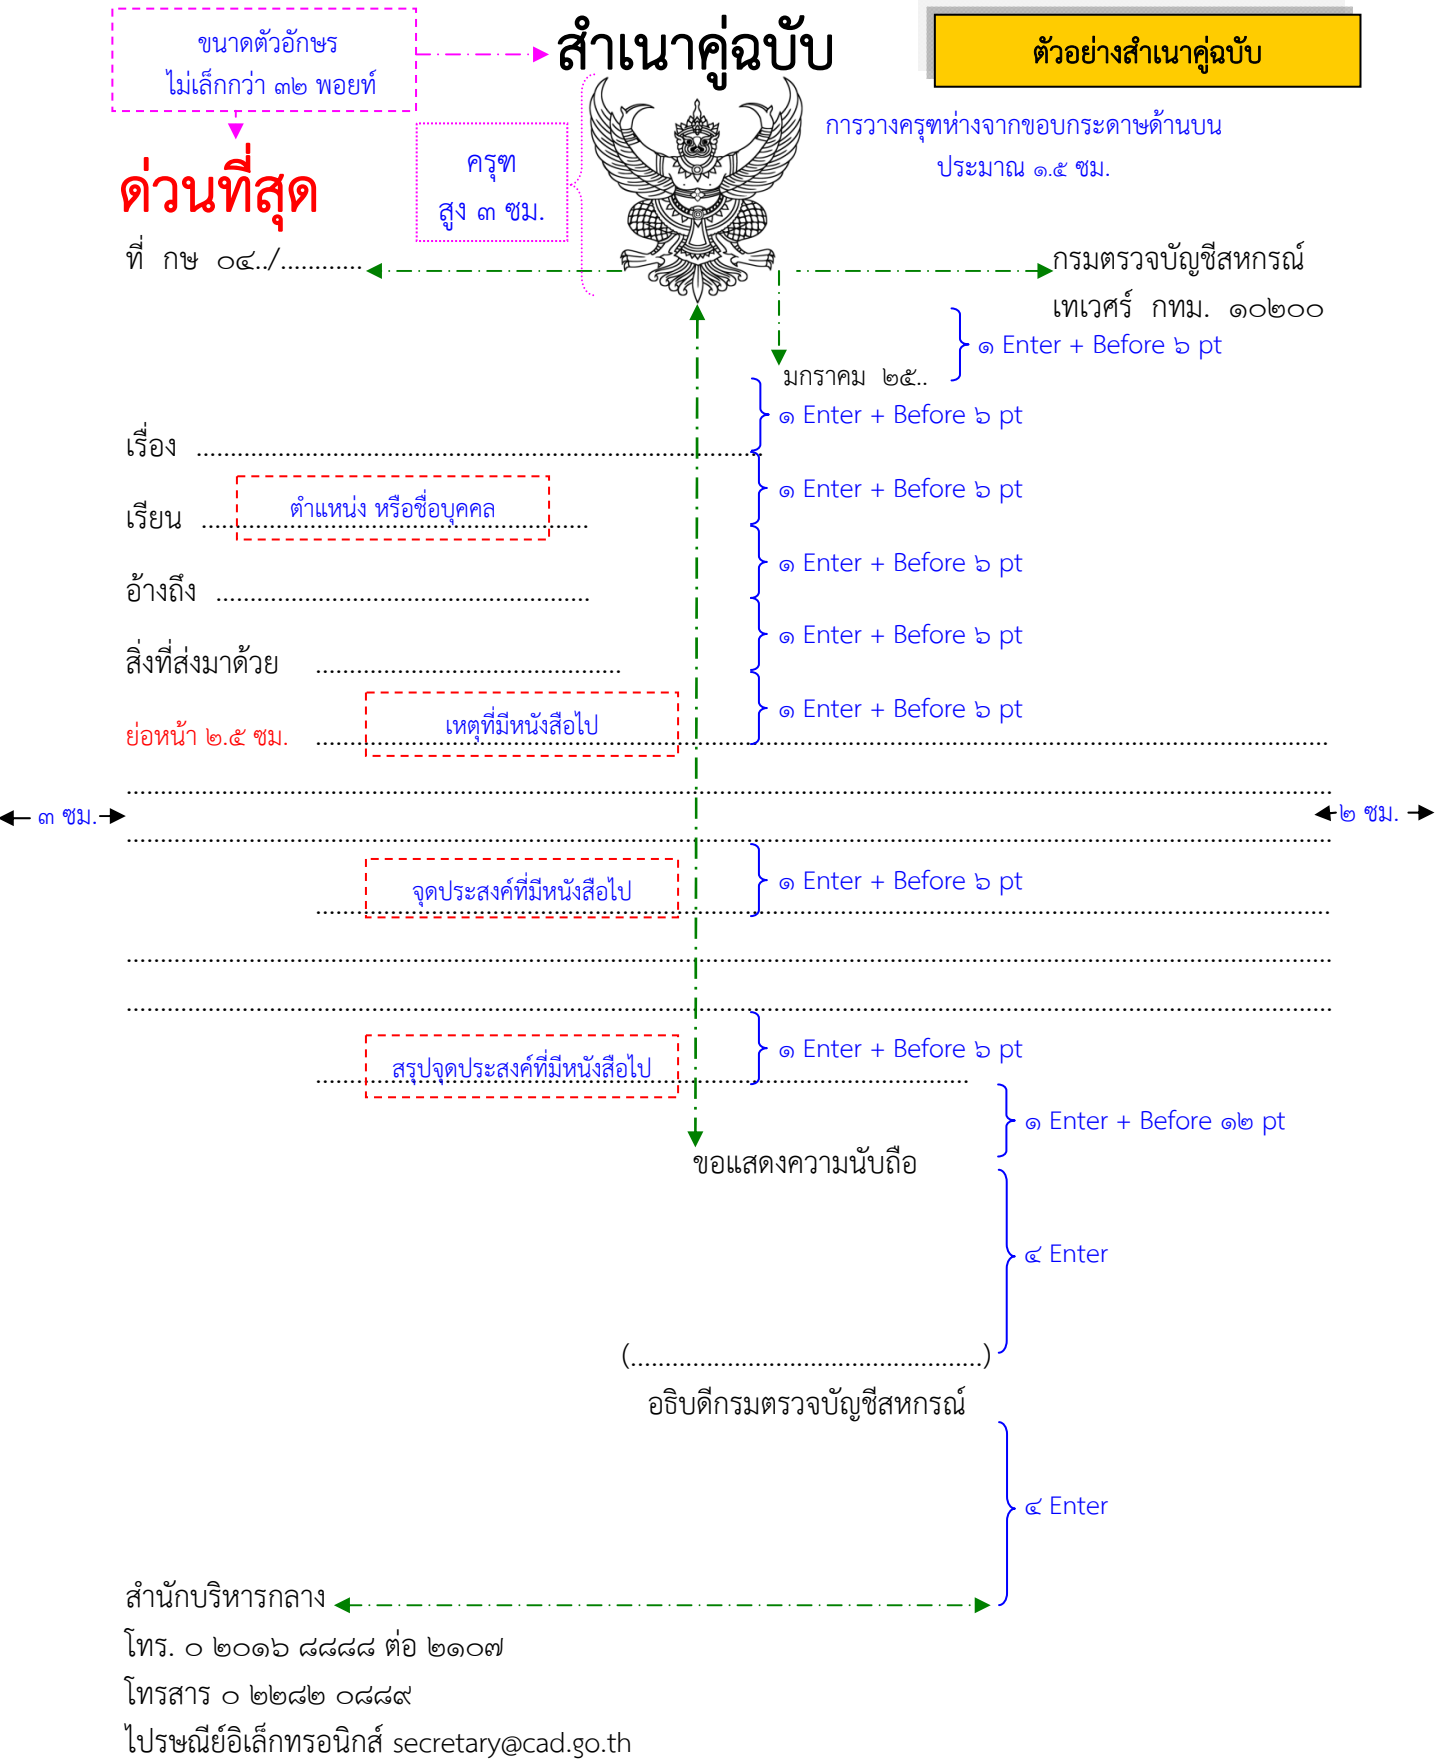 ขนาดตัวอักษร
ไม่เล็กกว่า ๓๒ พอยท์
สำเนาคู่ฉบับ
ตัวอย่างสำเนาคู่ฉบับ
การวางครุฑห่างจากขอบกระดาษด้านบน
ประมาณ ๑.๕ ซม.
ครุฑ
สูง ๓ ซม.
ด่วนที่สุด
ที่ กษ ๐๔../............
กรมตรวจบัญชีสหกรณ์
เทเวศร์ กทม. ๑๐๒๐๐
๑ Enter + Before ๖ pt
มกราคม ๒๕..
๑ Enter + Before ๖ pt
เรื่อง ....................................................................................
๑ Enter + Before ๖ pt
เรียน .........................................................
ตำแหน่ง หรือชื่อบุคคล
๑ Enter + Before ๖ pt
อ้างถึง .......................................................
๑ Enter + Before ๖ pt
สิ่งที่ส่งมาด้วย .............................................
๑ Enter + Before ๖ pt
เหตุที่มีหนังสือไป
ย่อหน้า ๒.๕ ซม. ......................................................................................................................................................
..................................................................................................................................................................................
๓ ซม.
๒ ซม.
..................................................................................................................................................................................
๑ Enter + Before ๖ pt
จุดประสงค์ที่มีหนังสือไป
......................................................................................................................................................
..................................................................................................................................................................................
..................................................................................................................................................................................
๑ Enter + Before ๖ pt
สรุปจุดประสงค์ที่มีหนังสือไป
.................................................................................................
๑ Enter + Before ๑๒ pt
ขอแสดงความนับถือ
๔ Enter
(....................................................)
อธิบดีกรมตรวจบัญชีสหกรณ์
๔ Enter
สำนักบริหารกลาง
โทร. ๐ ๒๐๑๖ ๘๘๘๘ ต่อ ๒๑๐๗
โทรสาร ๐ ๒๒๘๒ ๐๘๘๙
ไปรษณีย์อิเล็กทรอนิกส์ secretary@cad.go.th